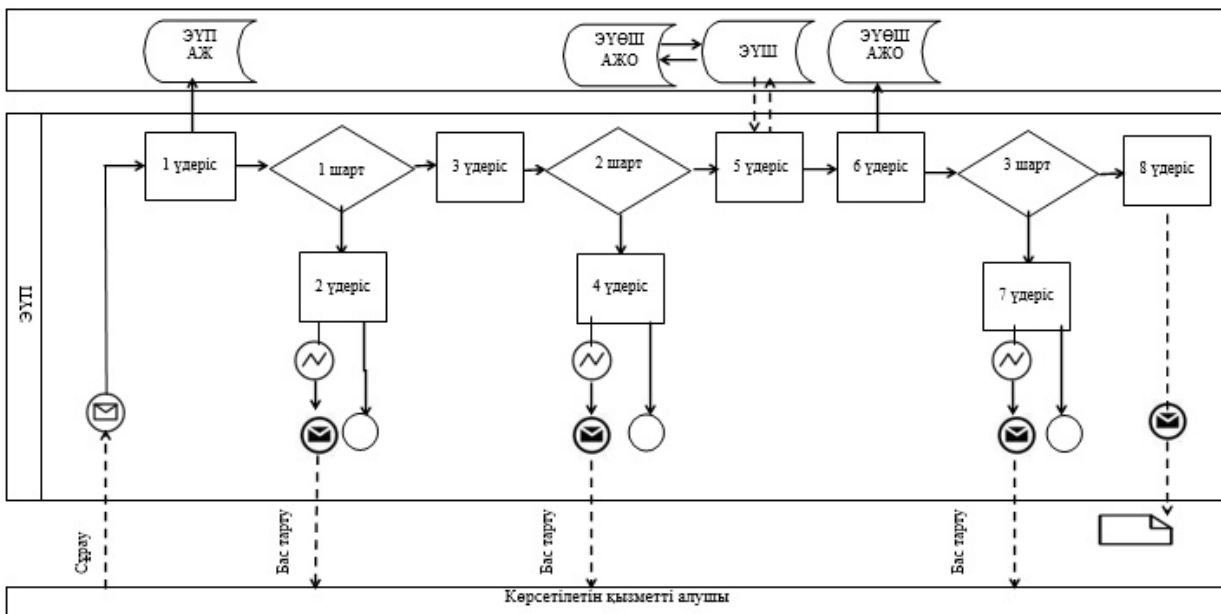 ЭҮП
АЖ
ЭҮӨШ
АЖО
ЭҮШ
ЭҮӨШ
АЖО
1 үдеріс
1 шарт
3 үдеріс
2 шарт
5 үдеріс
6 үдеріс
3 шарт
8 үдеріс
2 үдеріс
4 үдеріс
7 үдеріс
ЭҮП
Сұрау
Бас тарту
Бас тарту
Бас тарту
Көрсетілетін қызметті алушы